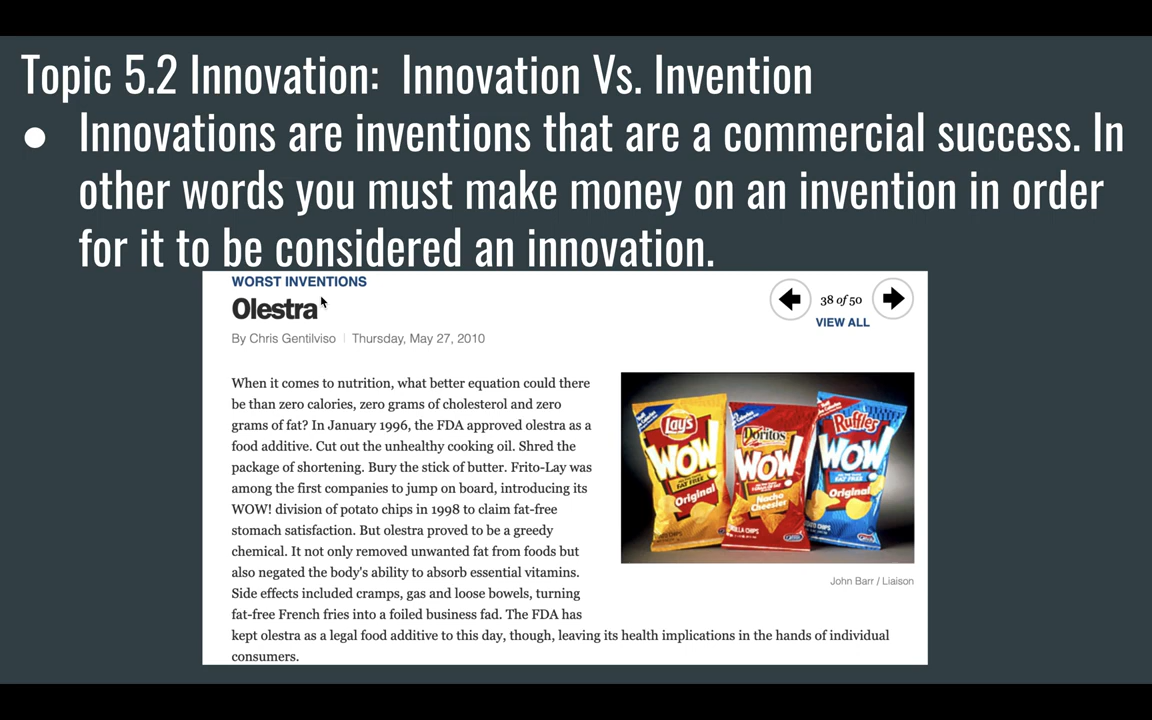 Topic 5.2 Innovation: Innovation Vs. Invention
● Innovations are inventions that are a commercial success. In
other words you must make money on an invention in order
for it to be considered an innovation.
WORST INVENTIONS
Olestra
By Chris Gentilviso | Thursday, May 27, 2010
38 of 50
VIEW ALL
When it comes to nutrition, what better equation could there
be than zero calories, zero grams of cholesterol and zero
grams of fat? In January 1996, the FDA approved olestra as a
food additive. Cut out the unhealthy cooking oil. Shred the
package of shortening. Bury the stick of butter. Frito-Lay was
among the first companies to jump on board, introducing its
WOW! division of potato chips in 1998 to claim fat-free
stomach satisfaction. But olestra proved to be a greedy
chemical. It not only removed unwanted fat from foods but
also negated the body's ability to absorb essential vitamins.
Side effects included cramps, gas and loose bowels, turning
fat-free French fries into a foiled business fad. The FDA has
kept olestra as a legal food additive to this day, though, leaving its health implications in the hands of individual
consumers.
Lay's
WOW!
FAT FREE
Original
Doritos
WOW!
Nacho
Cheesier
Ruffles
WOW!
FAT FREE
Original
John Barr / Liaison